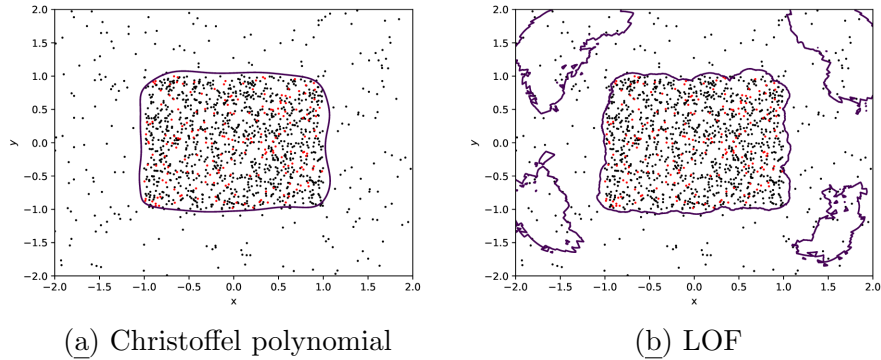 2.0 2.0
1.5 1.5
1.0 1.0
0.5 0.5
y 0.0 y 0.0
−0.5 −0.5
−1.0 −1.0
−1.5 −1.5
−2.0 −2.0
−2.0 −1.5 −1.0 −0.5 0.0 0.5 1.0 1.5 2.0 −2.0 −1.5 −1.0 −0.5 0.0 0.5 1.0 1.5 2.0
x x
(a) Christoffel polynomial (b) LOF